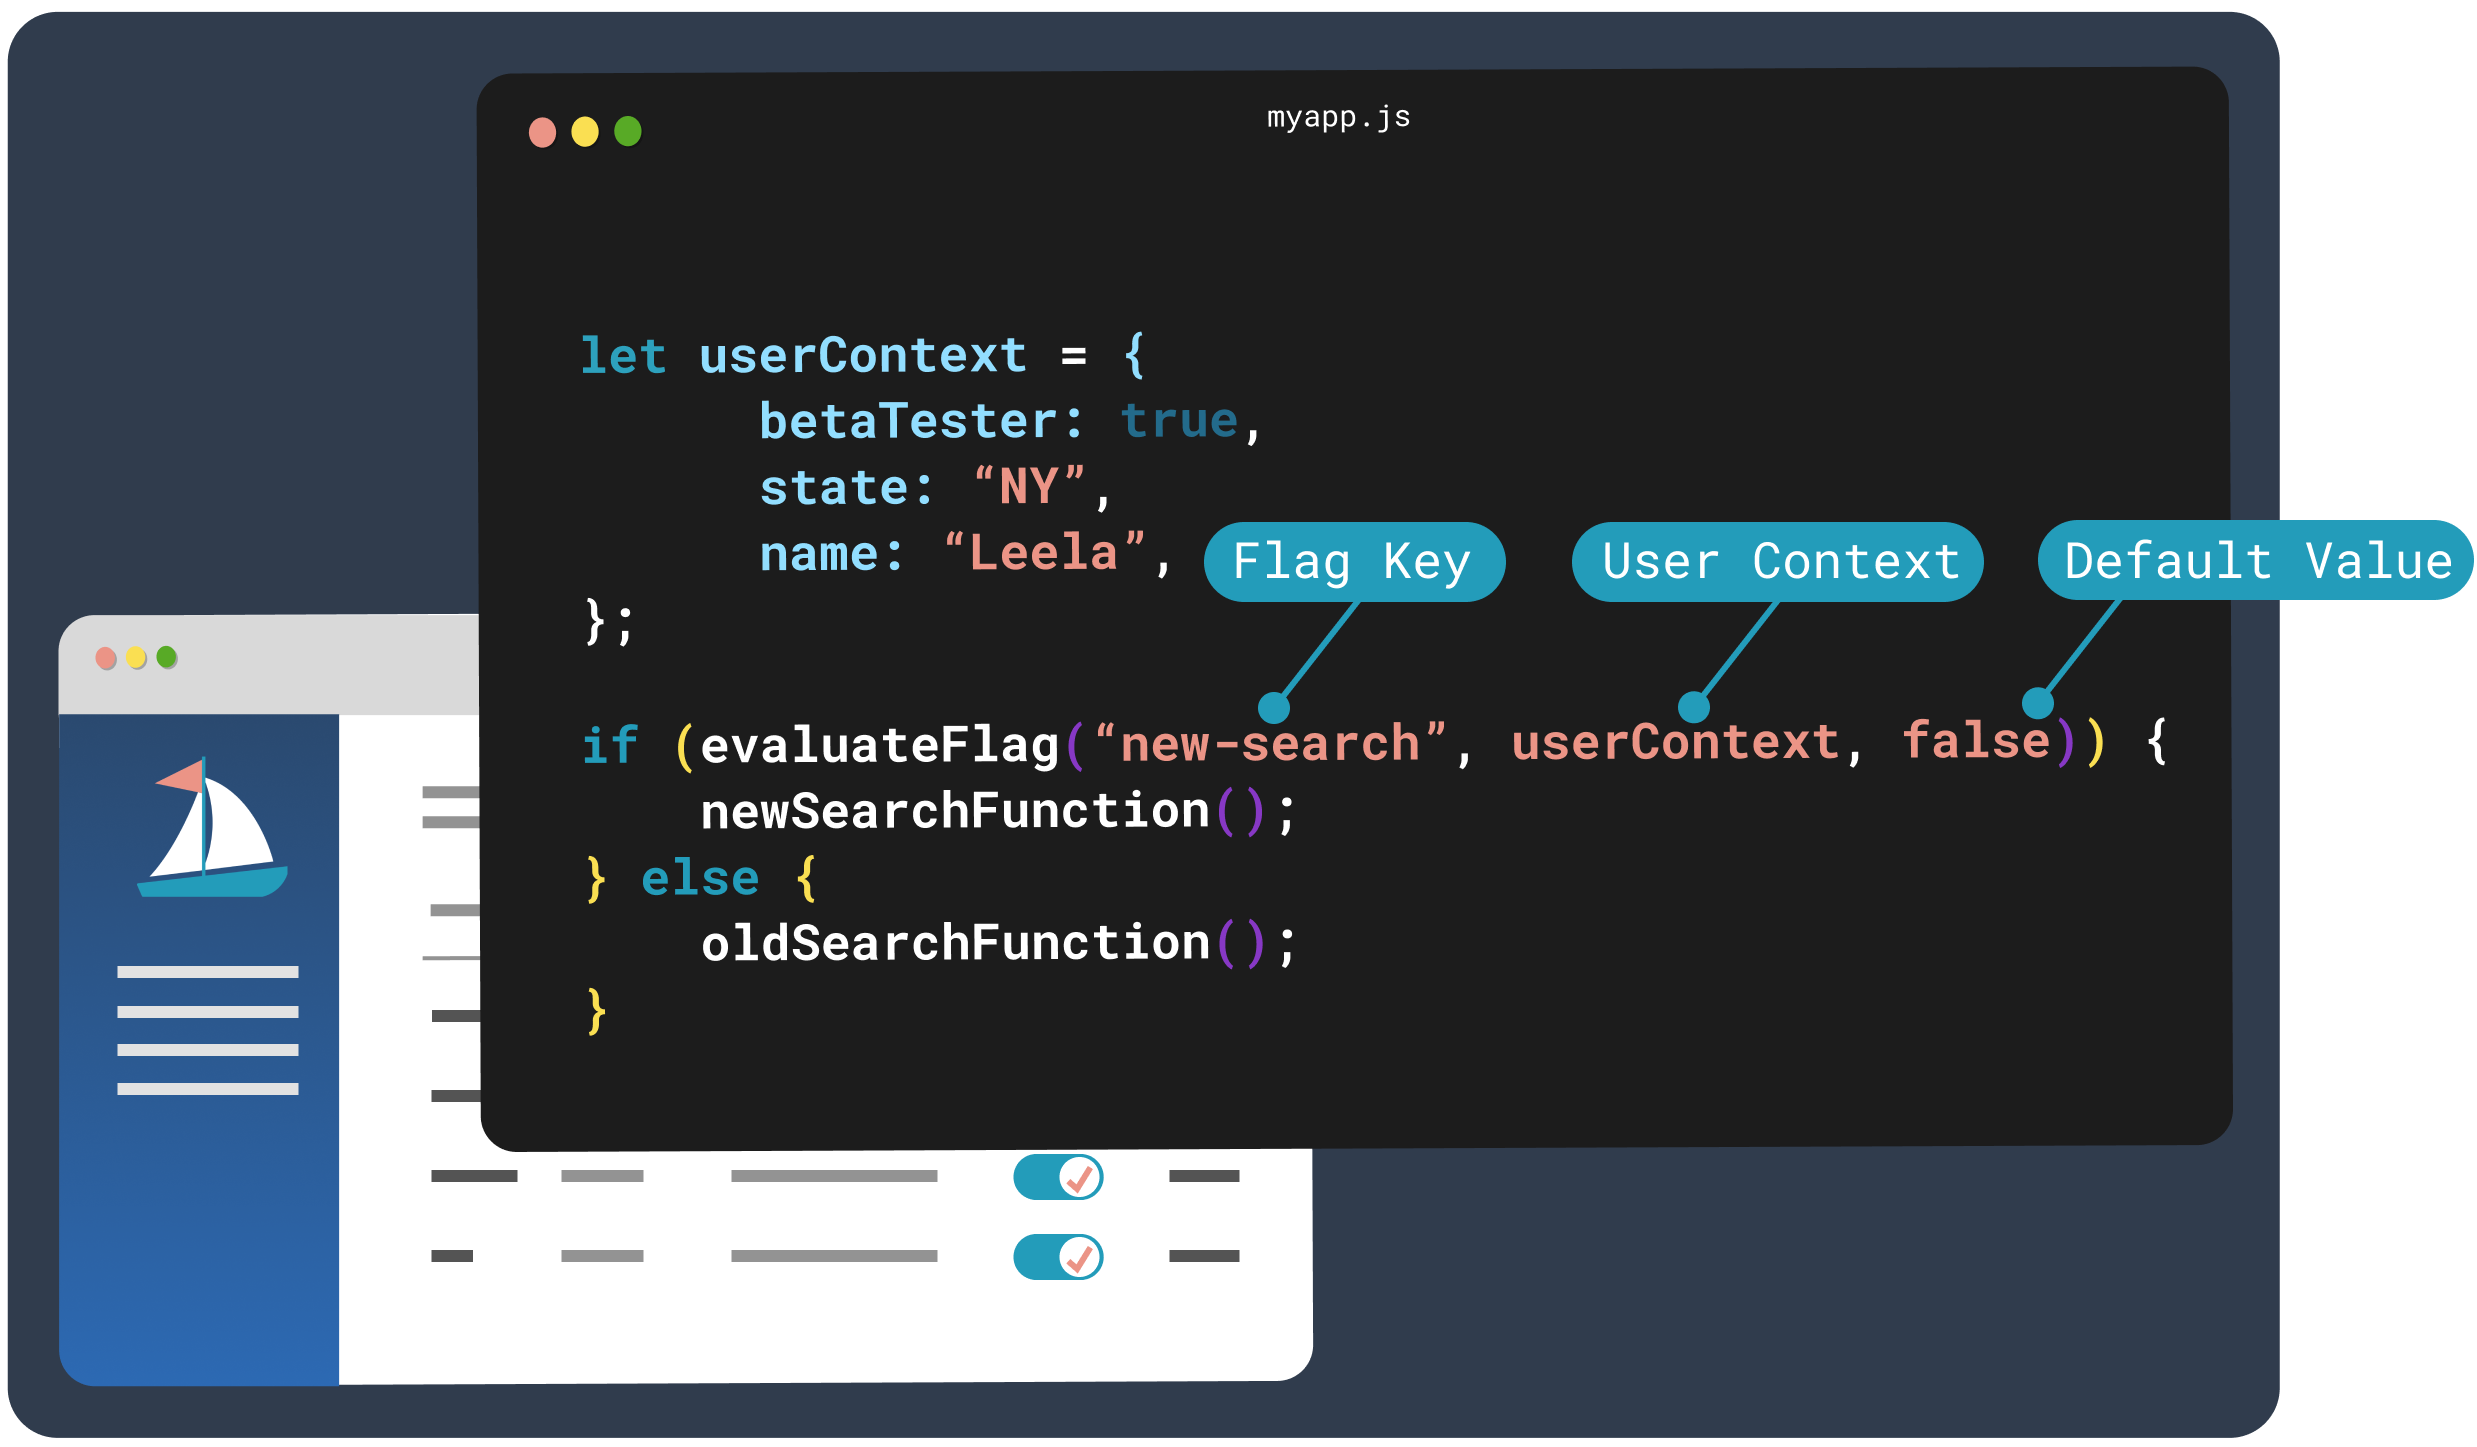 myapp.js
let userContext = {
betaTester: true,
state: “NY”,
name: “Leela”,
Flag Key
User Context
Default Value
};
if (evaluateFlag(“new-search”, userContext, false)) {
newSearchFunction();
} else {
oldSearchFunction();
}